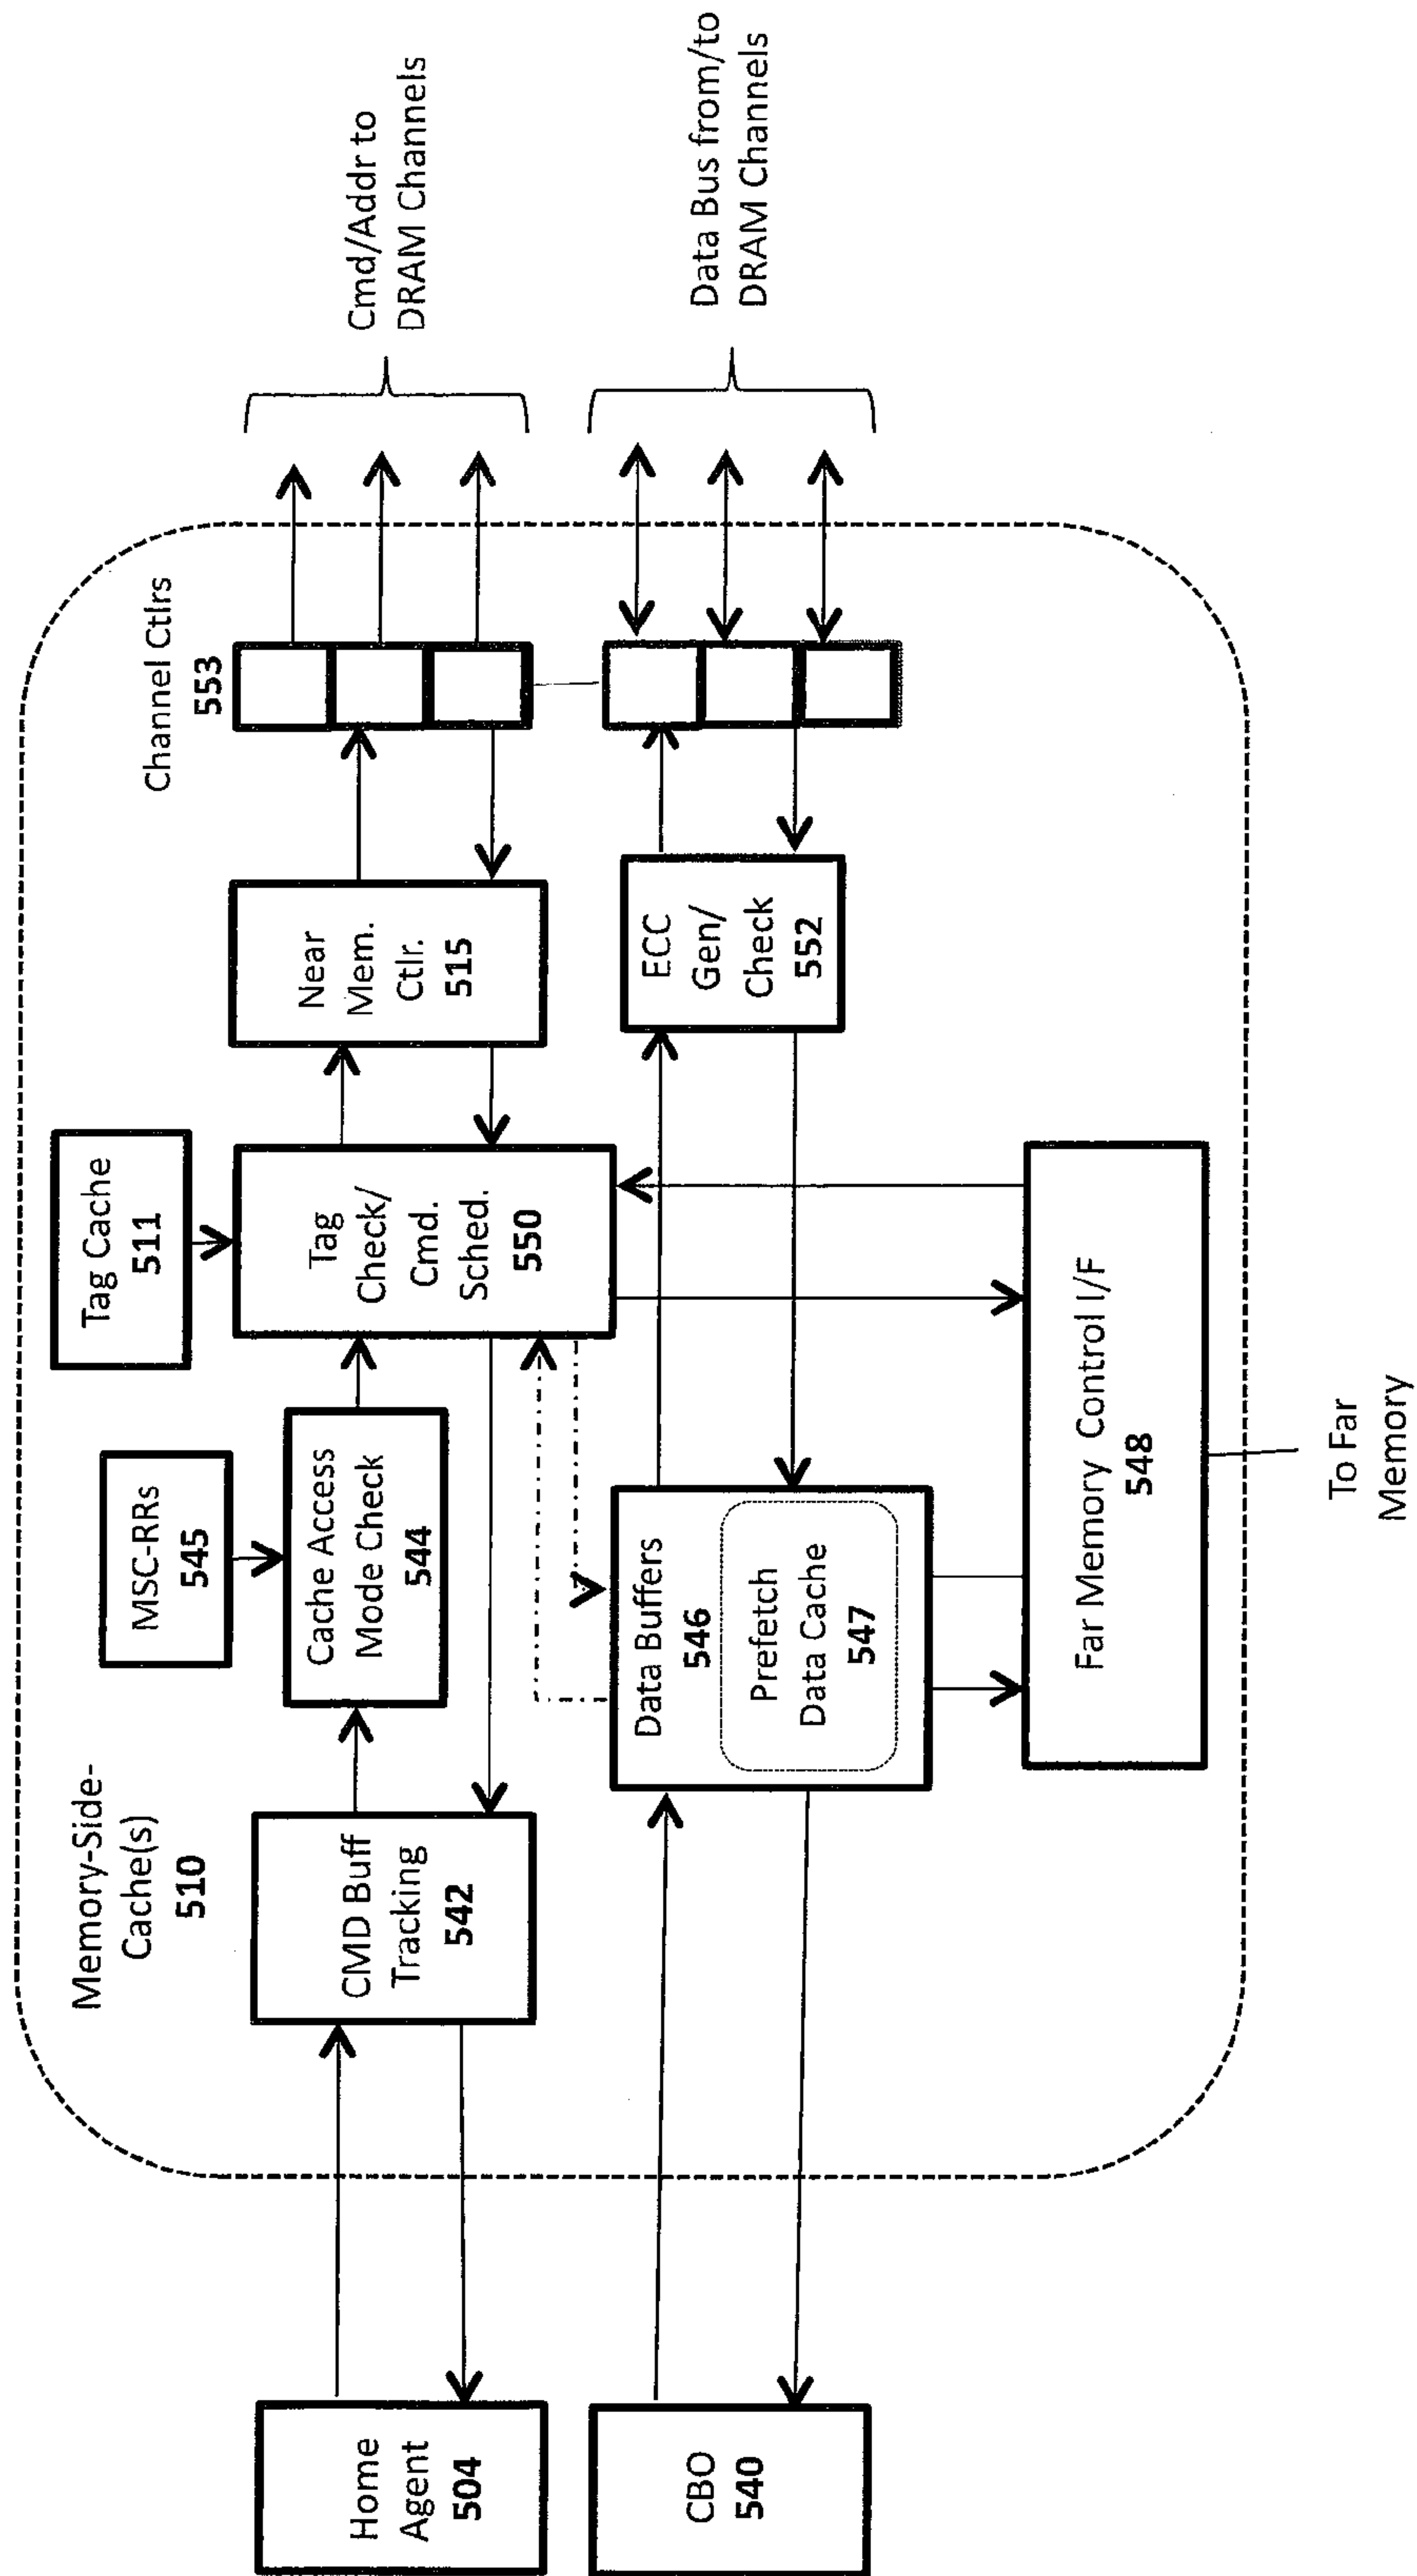 Memory-Side-
Cache(s)
510
MSC-RRs
545
Tag Cache
511
Channel Ctlrs
553
Cmd/Addr to
DRAM Channels
Home
Agent
504
CMD Buff
Tracking
542
Cache Access
Mode Check
544
Tag
Check/
Cmd.
Sched.
550
Near
Mem.
Ctlr.
515
CBO
540
Data Buffers
546
Prefetch
Data Cache
547
ECC
Gen/
Check
552
Data Bus from/to
DRAM Channels
Far Memory Control I/F
548
To Far
Memory